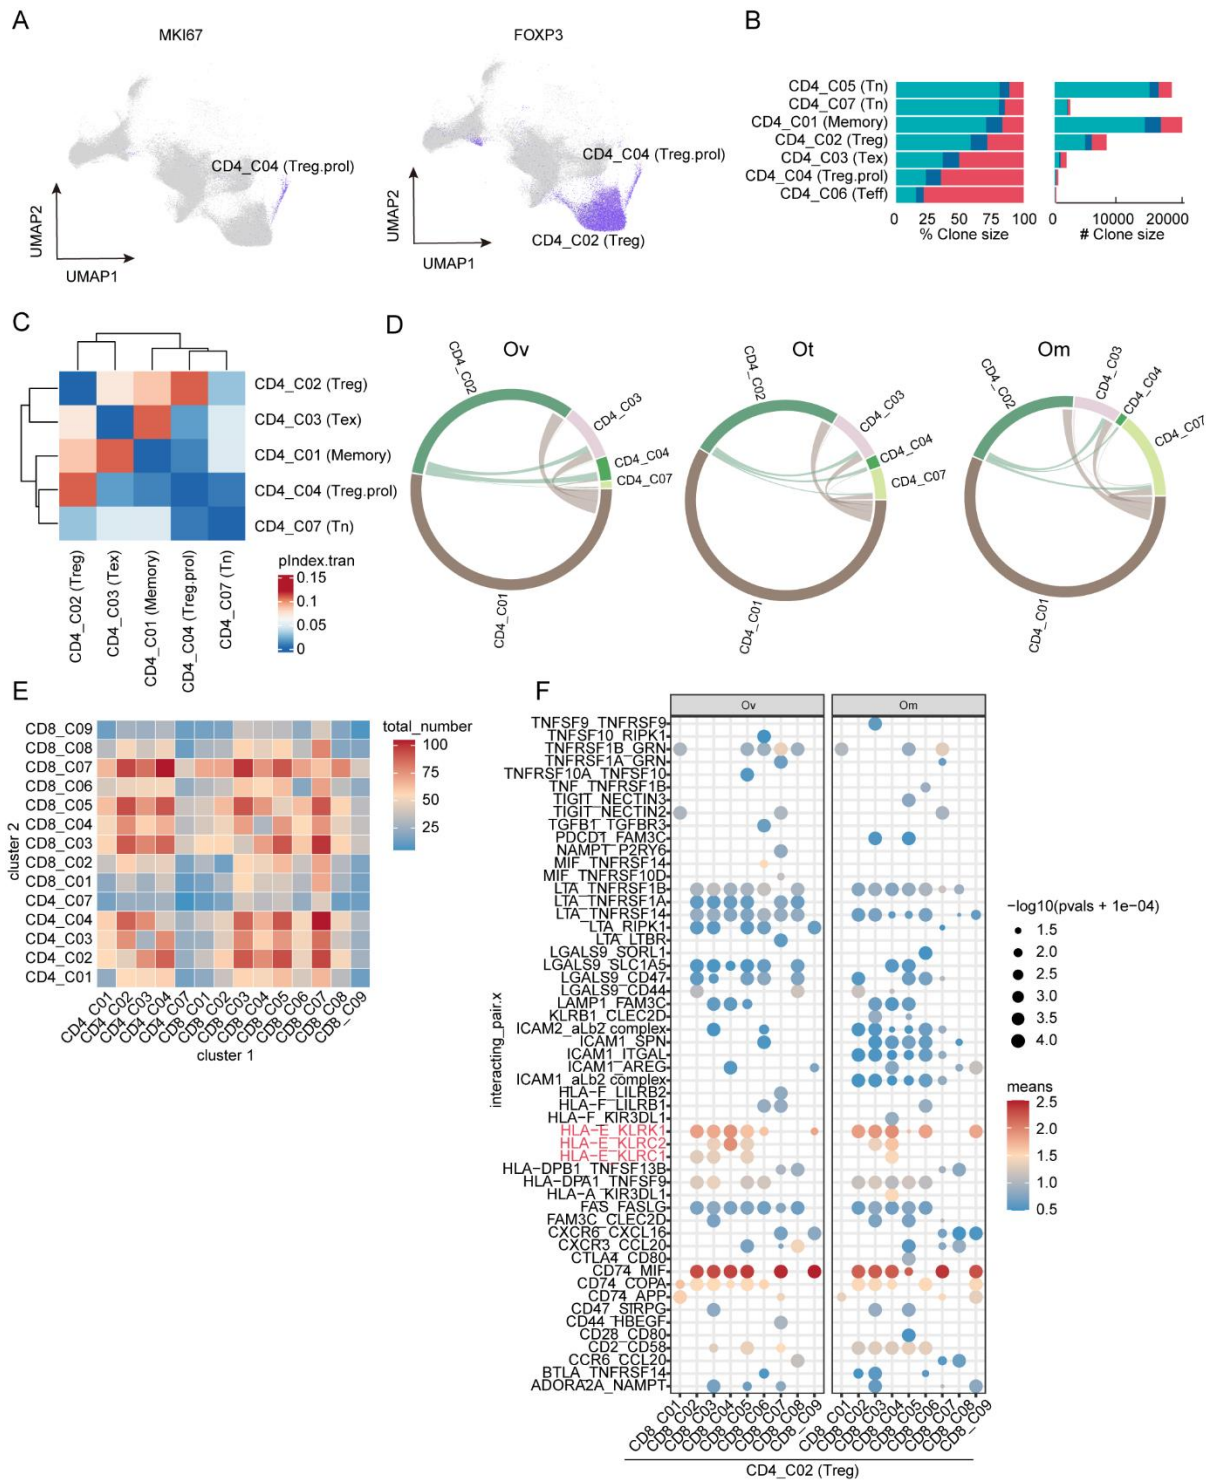 A
MKI67
FOXP3
CD4_C04 (Treg.prol)
CD4_C04 (Treg.prol)
CD4_C02 (Treg)
UMAP2
UMAP1
UMAP2
UMAP1
B
CD4_C05 (Tn)
CD4_C07 (Tn)
CD4_C01 (Memory)
CD4_C02 (Treg)
CD4_C03 (Tex)
CD4_C04 (Treg.prol)
CD4_C06 (Teff)
0 25 50 75 100
% Clone size
0 10000 20000
# Clone size
C
CD4_C02 (Treg)
CD4_C03 (Tex)
CD4_C01 (Memory)
CD4_C04 (Treg.prol)
CD4_C07 (Tn)
CD4_C02 (Treg)
CD4_C03 (Tex)
CD4_C01 (Memory)
CD4_C04 (Treg.prol)
CD4_C07 (Tn)
pIndex.tran
0.15
0.1
0.05
0
D
Ov
CD4_C02
CD4_C03
CD4_C04
CD4_C07
CD4_C01
Ot
CD4_C02
CD4_C03
CD4_C04
CD4_C07
CD4_C01
Om
CD4_C02
CD4_C03
CD4_C04
CD4_C07
CD4_C01
E
CD8_C09
CD8_C08
CD8_C07
CD8_C06
CD8_C05
CD8_C04
CD8_C03
CD8_C02
CD8_C01
CD4_C07
CD4_C04
CD4_C03
CD4_C02
CD4_C01
cluster 2
CD4_C01
CD4_C02
CD4_C03
CD4_C04
CD4_C07
CD8_C01
CD8_C02
CD8_C03
CD8_C04
CD8_C05
CD8_C06
CD8_C07
CD8_C08
CD8_C09
cluster 1
total_number
100
75
50
25
F
Ov
Om
TNFSF9_TNFRSF9
TNFSF10_RIPK1
TNFRSF1B_GRN
TNFRSF1A_GRN
TNFRSF10A_TNFSF10
TNF_TNFRSF1B
TIGIT_NECTIN3
TIGIT_NECTIN2
TGFB1_TGFBR3
PDCD1_FAM3C
NAMPT_P2RY6
MIF_TNFRSF14
MIF_TNFRSF10D
LTA_TNFRSF1B
LTA_TNFRSF1A
LTA_TNFRSF14
LTA_RIPK1
LTA_LTBR
LGALS9_SORL1
LGALS9_SLC1A5
LGALS9_CD47
LGALS9_CD44
LAMP1_FAM3C
KLRB1_CLEC2D
ICAM2_aLb2 complex
ICAM1_SPN
ICAM1_ITGAL
ICAM1_AREG
ICAM1_aLb2 complex
HLA-F_LILRB2
HLA-F_LILRB1
HLA-F_KIR3DL1
HLA-E_KLRK1
HLA-E_KLRC2
HLA-E_KLRC1
HLA-DPB1_TNFSF13B
HLA-DPA1_TNFSF9
HLA-A_KIR3DL1
FAS_FASLG
FAM3C_CLEC2D
CXCR6_CXCL16
CXCR3_CCL20
CTLA4_CD80
CD74_MIF
CD74_COPA
CD74_APP
CD47_SIRPG
CD44_HBEGF
CD28_CD80
CD2_CD58
CCR6_CCL20
BTLA_TNFRSF14
ADORA2A_NAMPT
interacting_pair.x
CD8_C01
CD8_C02
CD8_C03
CD8_C04
CD8_C05
CD8_C06
CD8_C07
CD8_C08
CD8_C09
CD8_C01
CD8_C02
CD8_C03
CD8_C04
CD8_C05
CD8_C06
CD8_C07
CD8_C08
CD8_C09
CD4_C02 (Treg)
−log10(pvals + 1e−04)
1.5
2.0
2.5
3.0
3.5
4.0
means
2.5
2.0
1.5
1.0
0.5